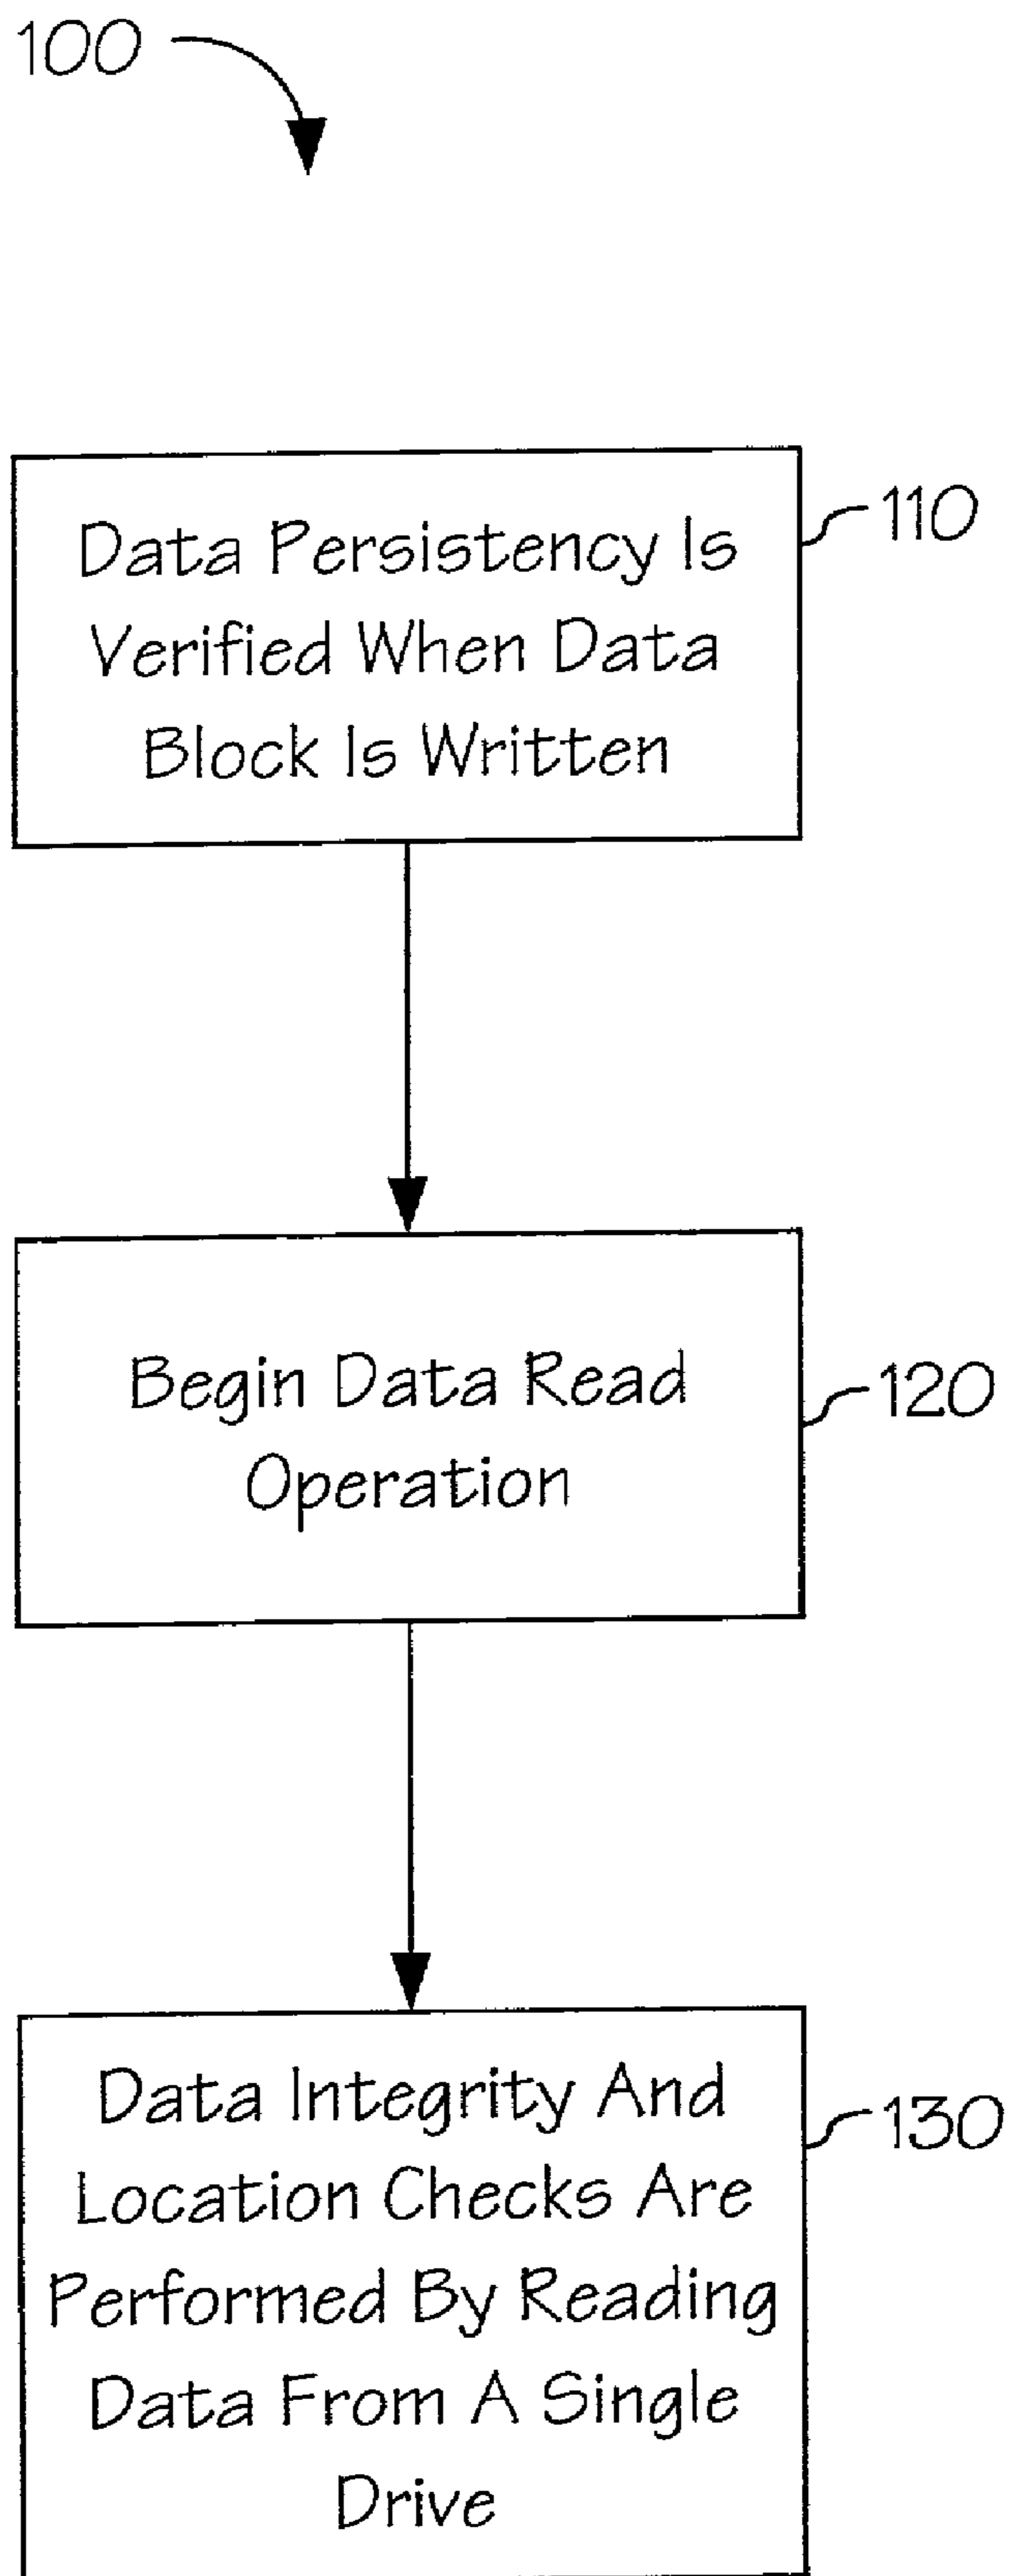 100
Data Persistency Is
Verified When Data
Block Is Written
110
Begin Data Read
Operation
120
Data Integrity And
Location Checks Are
Performed By Reading
Data From A Single
Drive
130